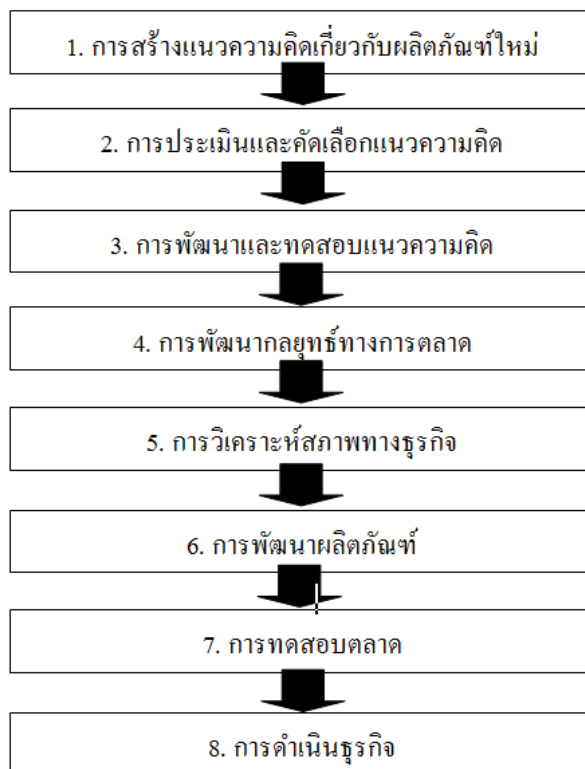 1. การสร้างแนวความคิดเกี่ยวกับผลิตภัณฑ์ใหม่
2. การประเมินและคัดเลือกแนวความคิด
3. การพัฒนาและทดสอบแนวความคิด
4. การพัฒนากลยุทธ์ทางการตลาด
5. การวิเคราะห์สภาพทางธุรกิจ
6. การพัฒนาผลิตภัณฑ์
7. การทดสอบตลาด
8. การดำเนินธุรกิจ